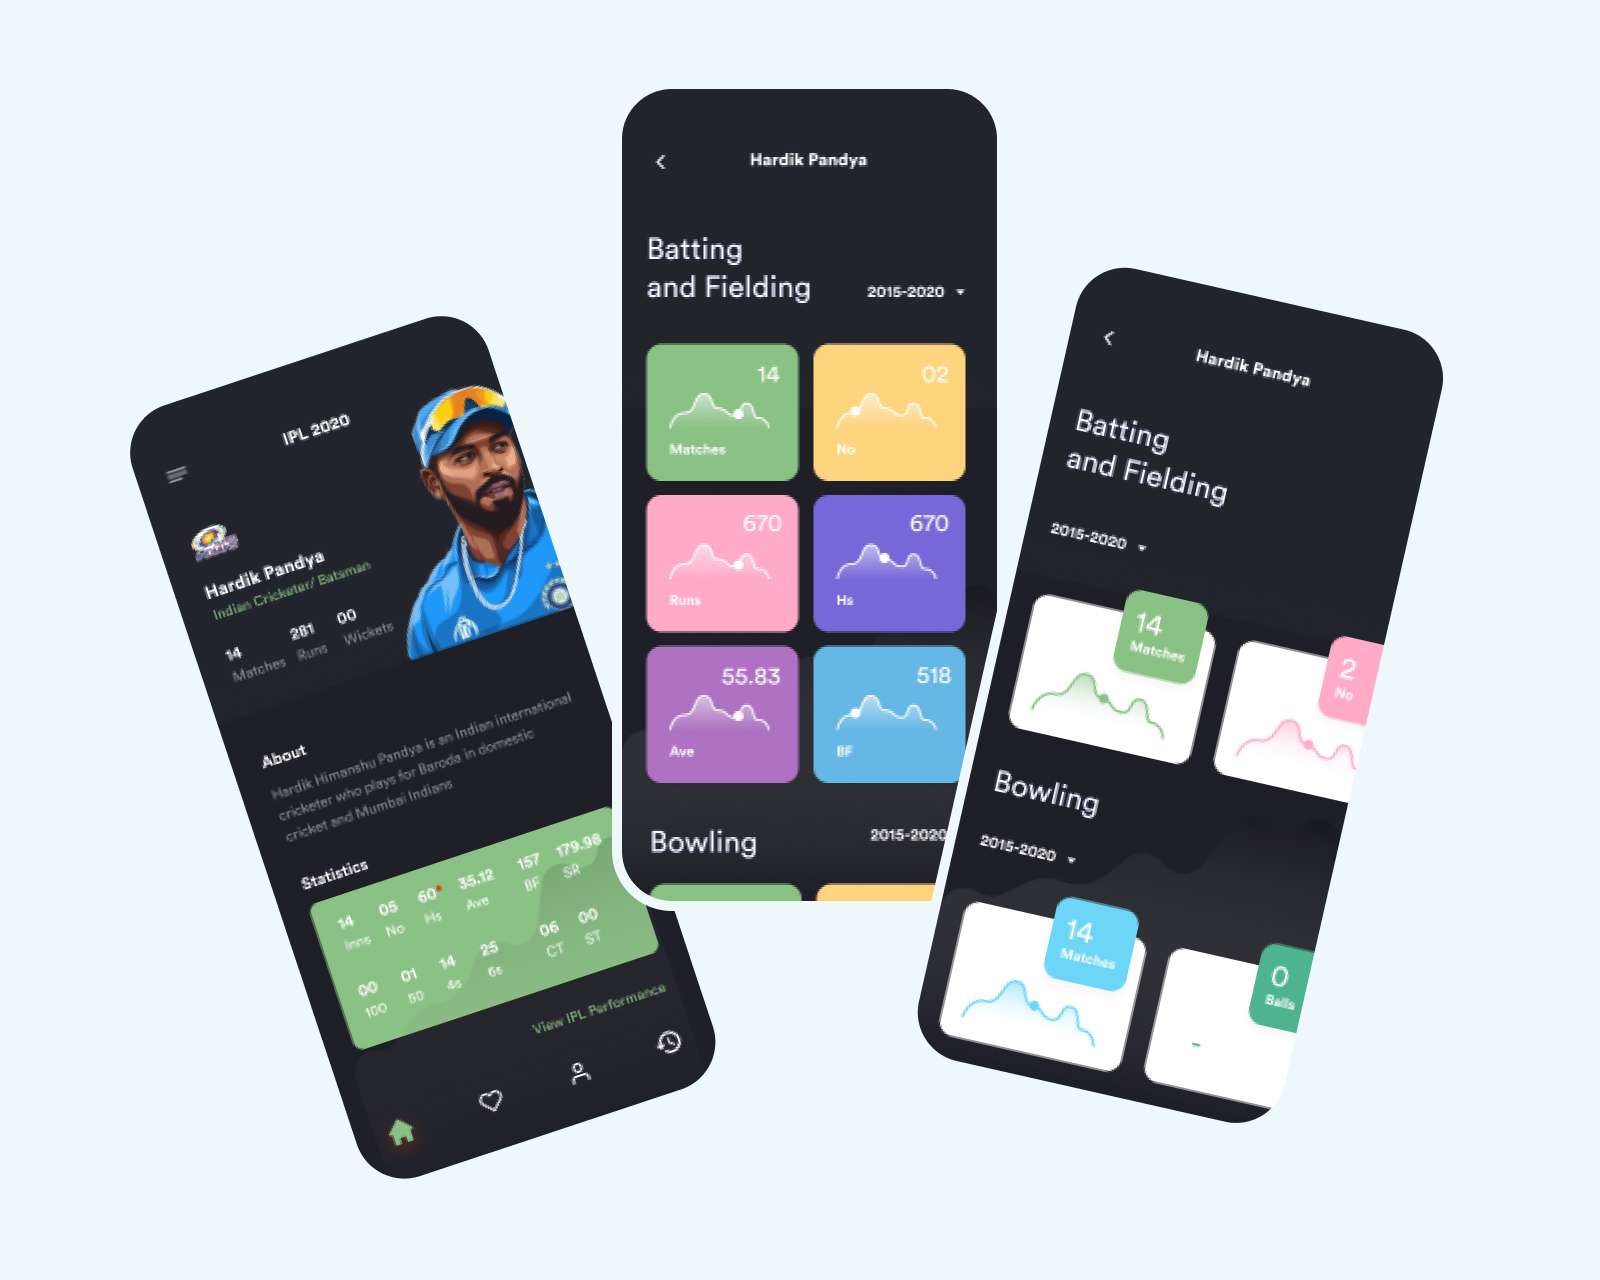 IPL 2020
Hardik Pandya
Indian Cricketer/ Batsman
14 281 00
Matches Runs Wickets
About
Hardik Himanshu Pandya is an Indian international
cricketer who plays for Baroda in domestic
cricket and Mumbai Indians
Statistics
14 05 60* 35.12 157 179.98
Inns No Hs Ave BF SR
00 01 14 25 06 00
100 50 4s 6s CT ST
View IPL Performance
Hardik Pandya
Batting
and Fielding
2015-2020
14
Matches
02
No
670
Runs
670
Hs
55.83
Ave
518
BF
Bowling
2015-2020
Hardik Pandya
Batting
and Fielding
2015-2020
14
Matches
2
No
Bowling
2015-2020
14
Matches
0
Balls
-